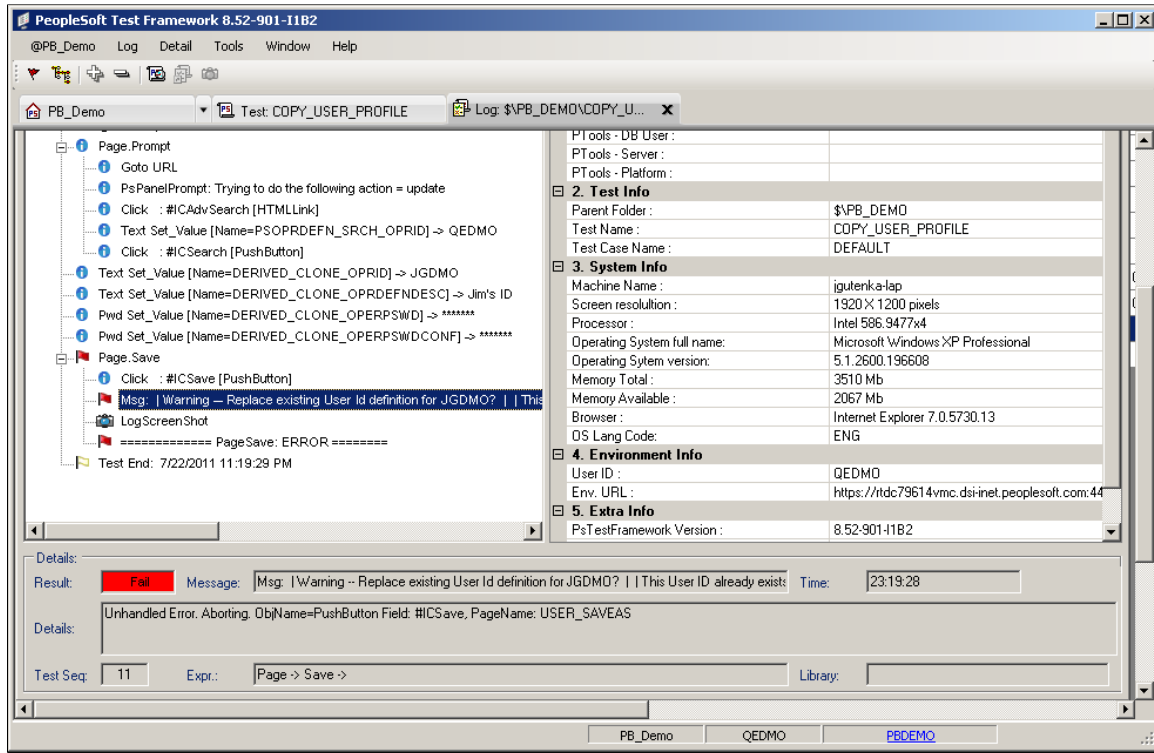 PeopleSoft Test Framework 8.52-901-I1B2
@PB_Demo Log Detail Tools Window Help
PB_Demo Test: COPY_USER_PROFILE Log: $\PB_DEMO\COPY_U... X
Page.Prompt
Goto URL
PsPanelPrompt: Trying to do the following action = update
Click : #ICAdvSearch [HTMLLink]
Text Set_Value [Name=PSOPRDEFN_SRCH_OPRID] -> QEDMO
Click : #ICSearch [PushButton]
Text Set_Value [Name=DERIVED_CLONE_OPRID] -> JGDMO
Text Set_Value [Name=DERIVED_CLONE_OPRDEFNDESC] -> Jim's ID
Pwd Set_Value [Name=DERIVED_CLONE_OPERPSWD] -> *******
Pwd Set_Value [Name=DERIVED_CLONE_OPERPSWDCONF] -> *******
Page.Save
Click : #ICSave [PushButton]
Msg: | Warning -- Replace existing User Id definition for JGDMO? | | This
LogScreenShot
============= PageSave: ERROR ========
Test End: 7/22/2011 11:19:29 PM
PTools - DB User :
PTools - Server :
PTools - Platform :
2. Test Info
Parent Folder : $\PB_DEMO
Test Name : COPY_USER_PROFILE
Test Case Name : DEFAULT
3. System Info
Machine Name : jgutenka-lap
Screen resolultion : 1920 X 1200 pixels
Processor : Intel 586.9477x4
Operating System full name: Microsoft Windows XP Professional
Operating Sytem version: 5.1.2600.196608
Memory Total : 3510 Mb
Memory Available : 2067 Mb
Browser : Internet Explorer 7.0.5730.13
OS Lang Code: ENG
4. Environment Info
User ID : QEDMO
Env. URL : https://rtdc79614vmc.dsi-inet.peoplesoft.com:44
5. Extra Info
PsTestFramework Version : 8.52-901-I1B2
Details:
Result: Fail Message: Msg: | Warning -- Replace existing User Id definition for JGDMO? | | This User ID already exists Time: 23:19:28
Details: Unhandled Error. Aborting. ObjName=PushButton Field: #ICSave, PageName: USER_SAVEAS
Test Seq: 11 Expr.: Page -> Save -> Library:
PB_Demo QEDMO PBDEMO